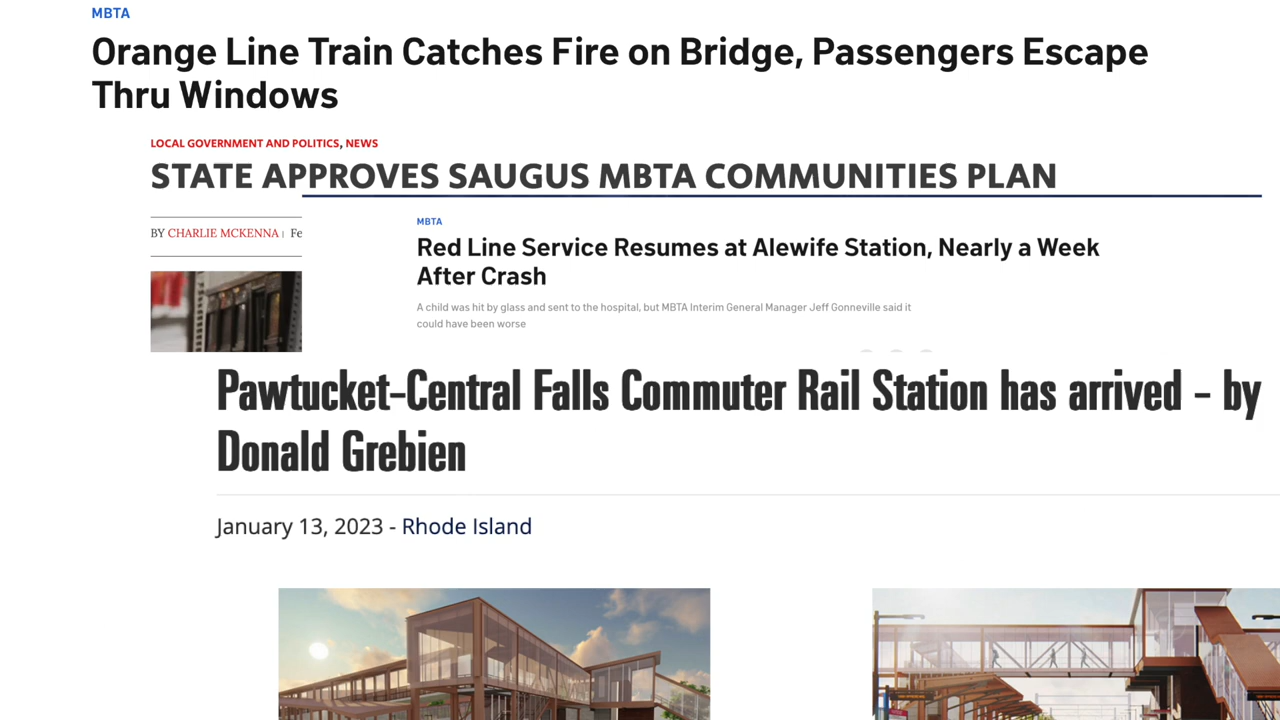 MBTA
Orange Line Train Catches Fire on Bridge, Passengers Escape
Thru Windows
LOCAL GOVERNMENT AND POLITICS, NEWS
STATE APPROVES SAUGUS MBTA COMMUNITIES PLAN
BY CHARLIE MCKENNA | Fe
MBTA
Red Line Service Resumes at Alewife Station, Nearly a Week
After Crash
A child was hit by glass and sent to the hospital, but MBTA Interim General Manager Jeff Gonneville said it
could have been worse
Pawtucket-Central Falls Commuter Rail Station has arrived - by
Donald Grebien
January 13, 2023 - Rhode Island